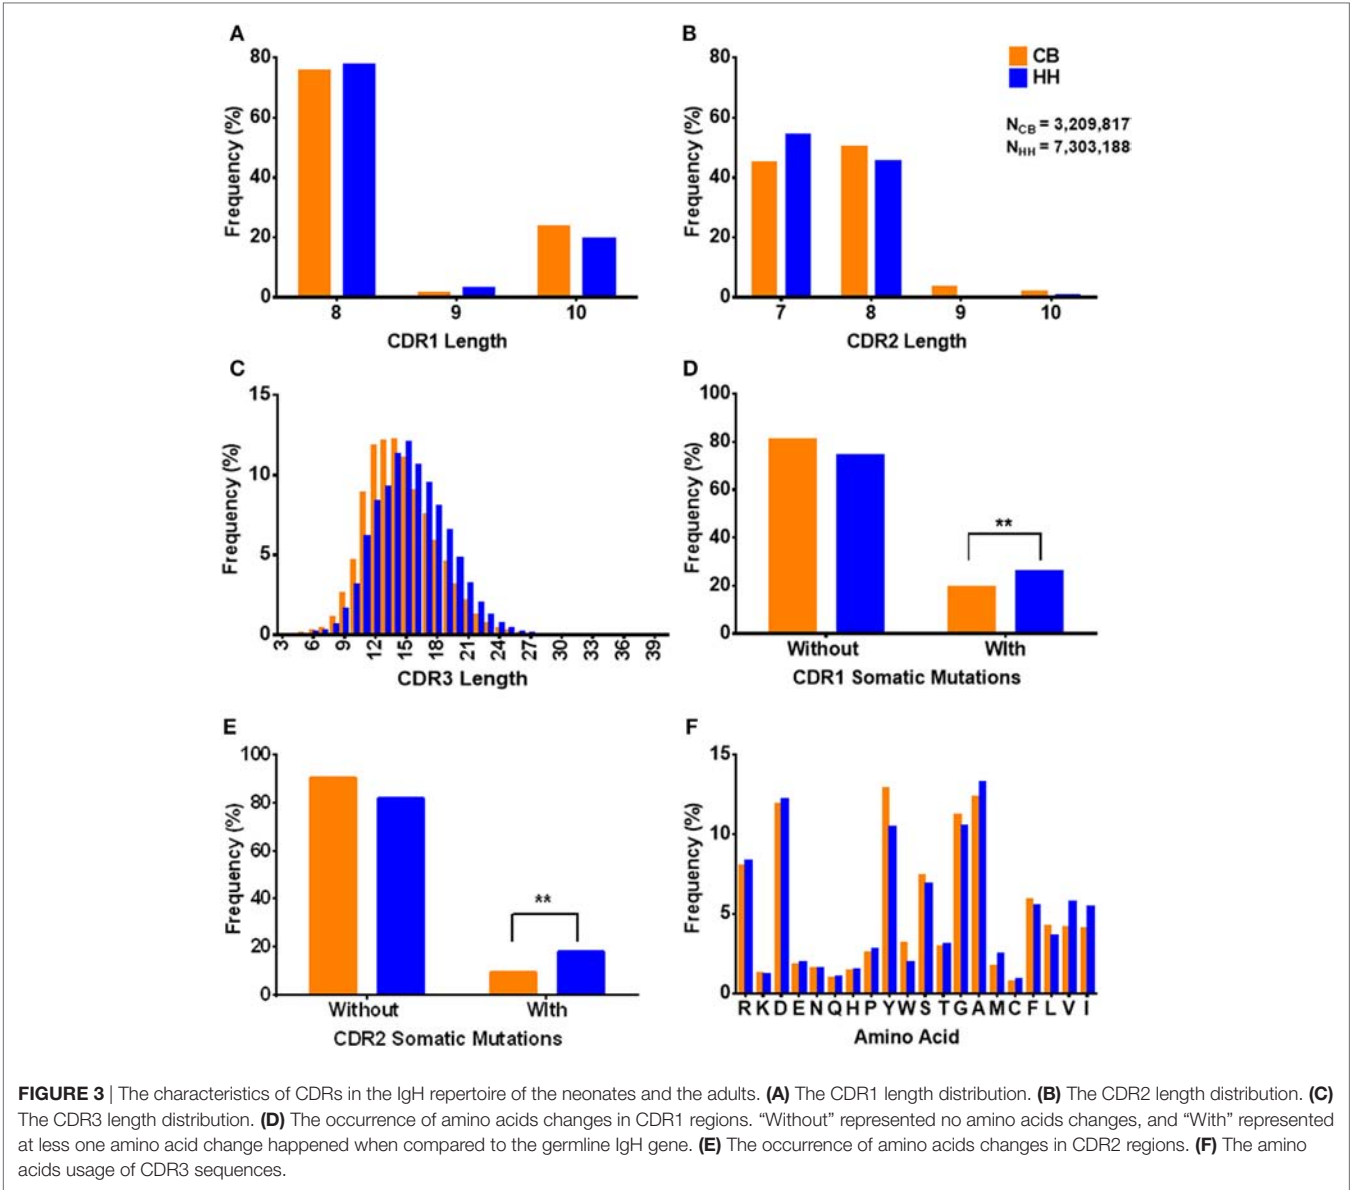 A
80
60
40
20
0
Frequency (%)
8 9 10
CDR1 Length
B
80
60
40
20
0
Frequency (%)
7 8 9 10
CDR2 Length
CB
HH
NCB = 3,209,817
NHH = 7,303,188
C
15
10
5
0
Frequency (%)
3 6 9 12 15 18 21 24 27 30 33 36 39
CDR3 Length
D
100
80
60
40
20
0
Frequency (%)
**
Without WIth
CDR1 Somatic Mutations
E
100
80
60
40
20
0
Frequency (%)
**
Without WIth
CDR2 Somatic Mutations
F
15
10
5
0
Frequency (%)
R K D E N Q H P Y W S T G A M C F L V I
Amino Acid
FIGURE 3 | The characteristics of CDRs in the IgH repertoire of the neonates and the adults. (A) The CDR1 length distribution. (B) The CDR2 length distribution. (C)
The CDR3 length distribution. (D) The occurrence of amino acids changes in CDR1 regions. “Without” represented no amino acids changes, and “With” represented
at less one amino acid change happened when compared to the germline IgH gene. (E) The occurrence of amino acids changes in CDR2 regions. (F) The amino
acids usage of CDR3 sequences.